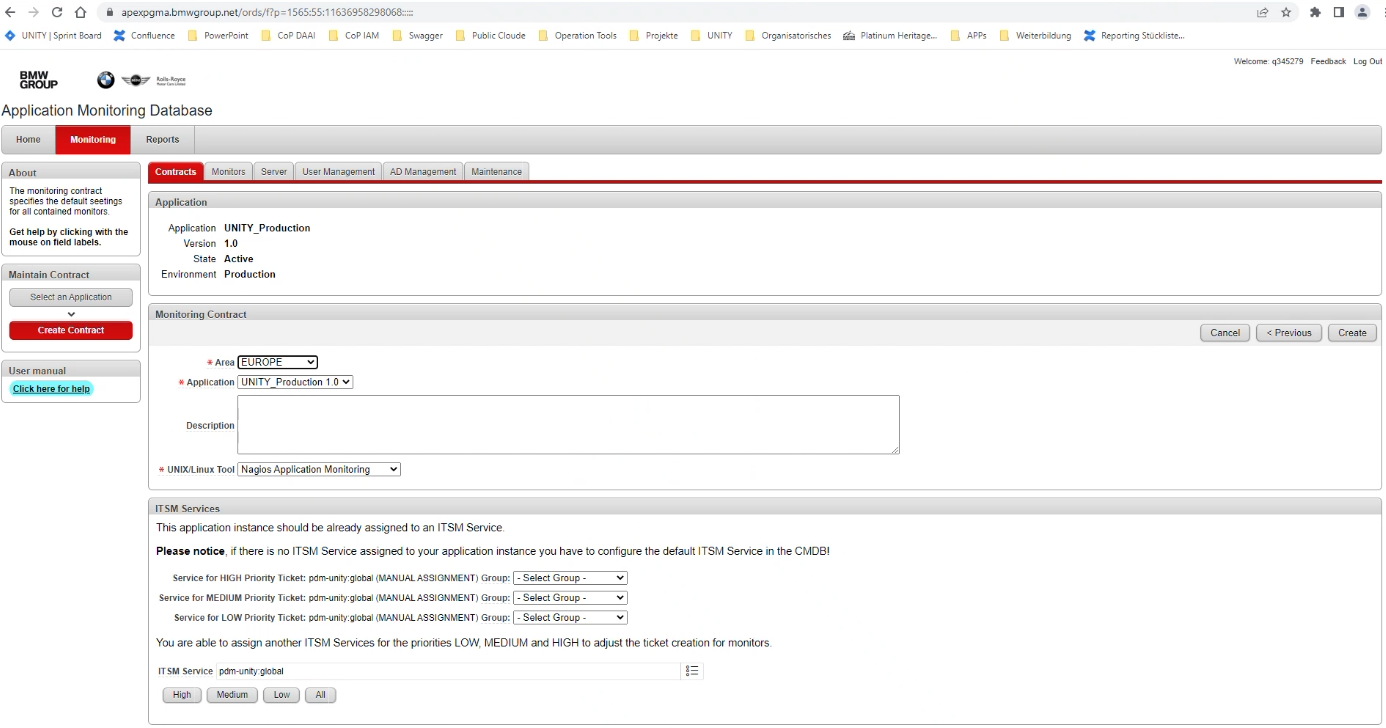 apexpgma.bmwgroup.net/ords/f?p=1565:55:11636958298068:::::
UNITY | Sprint Board Confluence PowerPoint CoP DAAI CoP IAM Swagger Public Cloude Operation Tools Projekte UNITY Organisatorisches Platinum Heritage... APPs Weiterbildung Reporting Stückliste...
Welcome: q345279 Feedback Log Out
BMW
GROUP
Rolls-Royce
Motor Cars Limited
Application Monitoring Database
Home Monitoring Reports
About
The monitoring contract
specifies the default seetings
for all contained monitors.
Get help by clicking with the
mouse on field labels.
Maintain Contract
Select an Application
Create Contract
User manual
Click here for help
Contracts Monitors Server User Management AD Management Maintenance
Application
Application UNITY_Production
Version 1.0
State Active
Environment Production
Monitoring Contract
Cancel < Previous Create
* Area EUROPE
* Application UNITY_Production 1.0
Description
* UNIX/Linux Tool Nagios Application Monitoring
ITSM Services
This application instance should be already assigned to an ITSM Service.
Please notice, if there is no ITSM Service assigned to your application instance you have to configure the default ITSM Service in the CMDB!
Service for HIGH Priority Ticket: pdm-unity:global (MANUAL ASSIGNMENT) Group: - Select Group -
Service for MEDIUM Priority Ticket: pdm-unity:global (MANUAL ASSIGNMENT) Group: - Select Group -
Service for LOW Priority Ticket: pdm-unity:global (MANUAL ASSIGNMENT) Group: - Select Group -
You are able to assign another ITSM Services for the priorities LOW, MEDIUM and HIGH to adjust the ticket creation for monitors.
ITSM Service pdm-unity:global
High Medium Low All